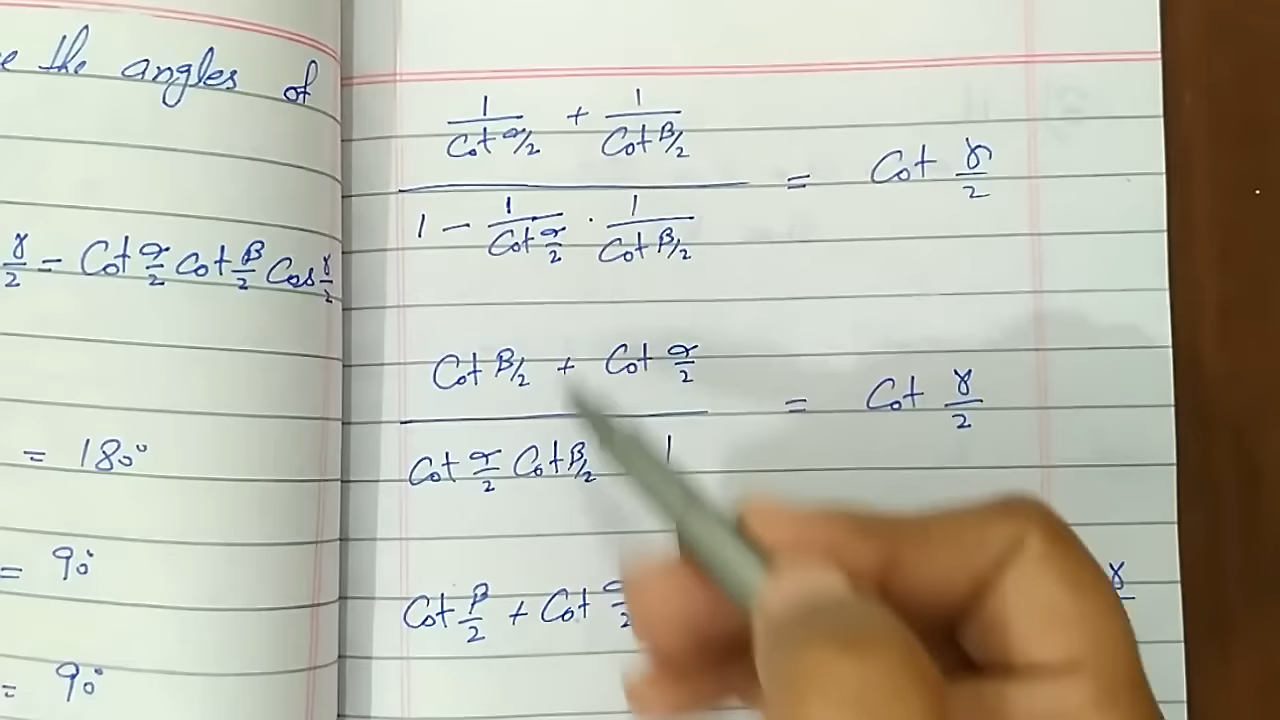 e the angles of
γ/2 = Cot α/2 Cot β/2 Cos γ/2
= 180°
= 90°
= 90°
1/Cot α/2 + 1/Cot β/2
1 - 1/Cot α/2 · 1/Cot β/2 = Cot γ/2
Cot β/2 + Cot α/2
Cot α/2 Cot β/2 1 = Cot γ/2
Cot β/2 + Cot α/2 γ